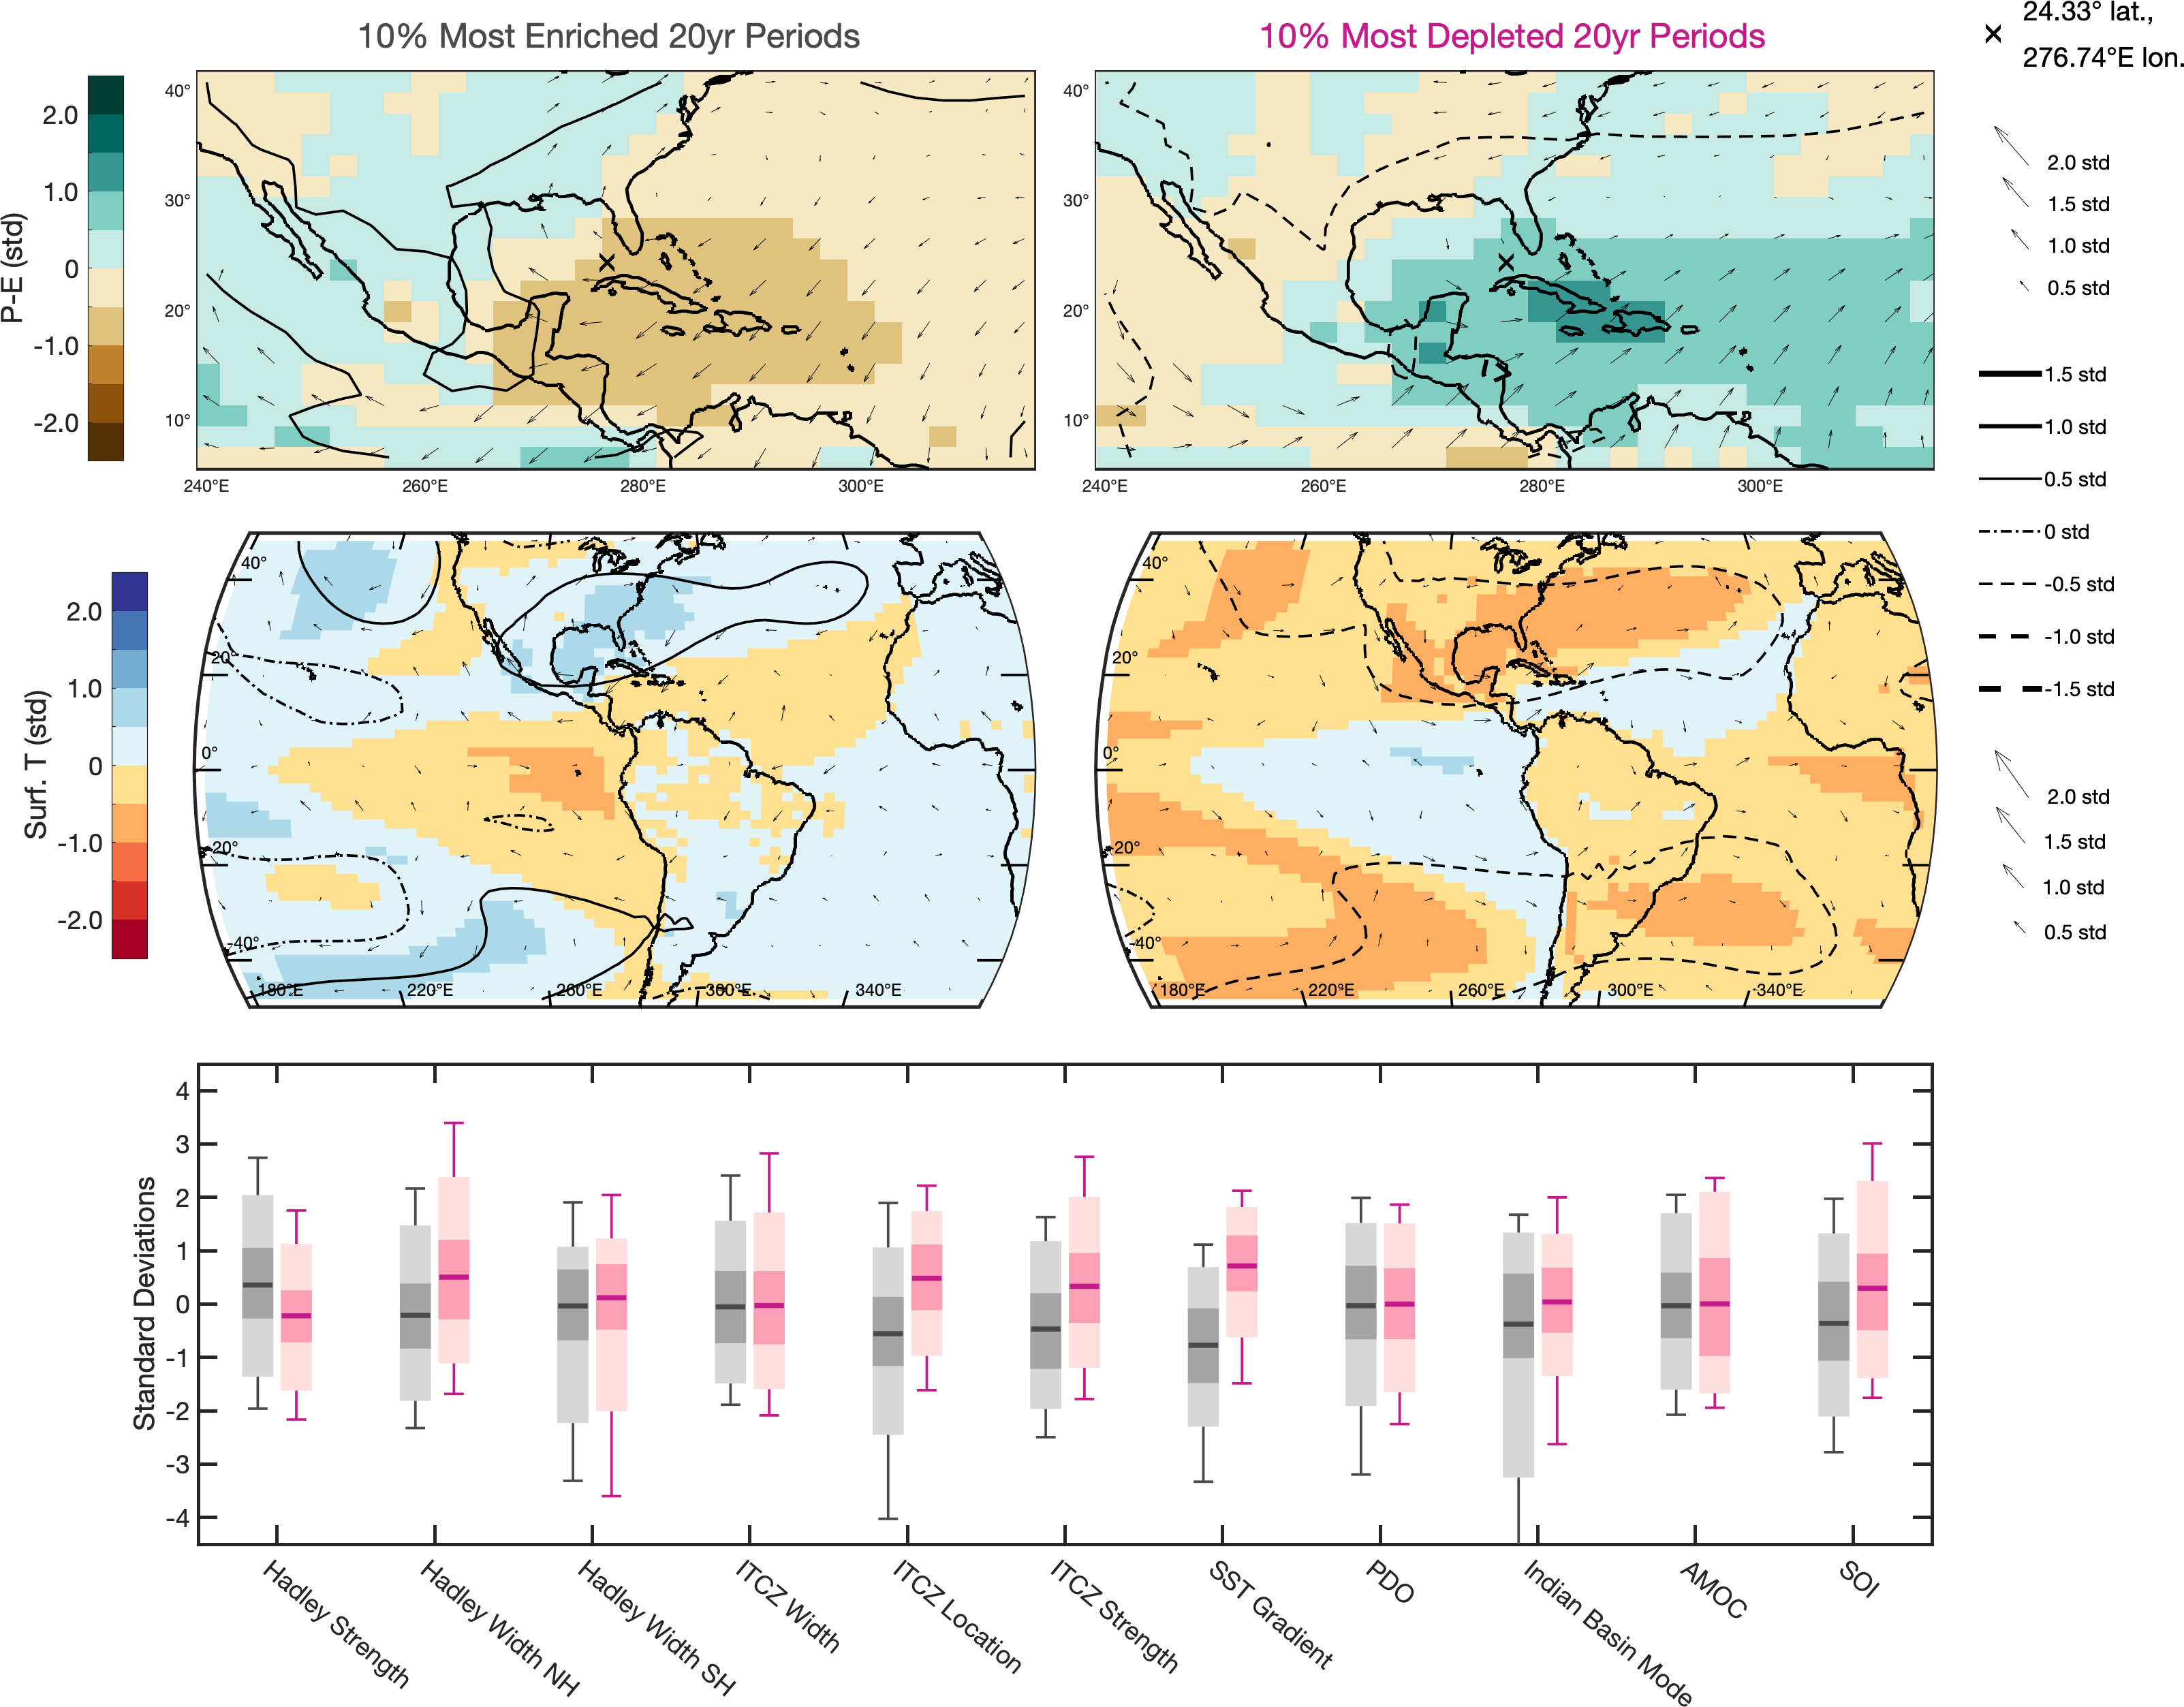 10% Most Enriched 20yr Periods
10% Most Depleted 20yr Periods
24.33° lat.,
276.74°E lon.
P-E (std)
2.0
1.0
0
-1.0
-2.0
40°
30°
20°
10°
240°E
260°E
280°E
300°E
40°
30°
20°
10°
240°E
260°E
280°E
300°E
2.0 std
1.5 std
1.0 std
0.5 std
1.5 std
1.0 std
0.5 std
0 std
-0.5 std
-1.0 std
-1.5 std
Surf. T (std)
2.0
1.0
0
-1.0
-2.0
40°
20°
0°
-20°
-40°
180°E
220°E
260°E
300°E
340°E
40°
20°
0°
-20°
-40°
180°E
220°E
260°E
300°E
340°E
2.0 std
1.5 std
1.0 std
0.5 std
Standard Deviations
4
3
2
1
0
-1
-2
-3
-4
Hadley Strength
Hadley Width NH
Hadley Width SH
ITCZ Width
ITCZ Location
ITCZ Strength
SST Gradient
PDO
Indian Basin Mode
AMOC
SOI